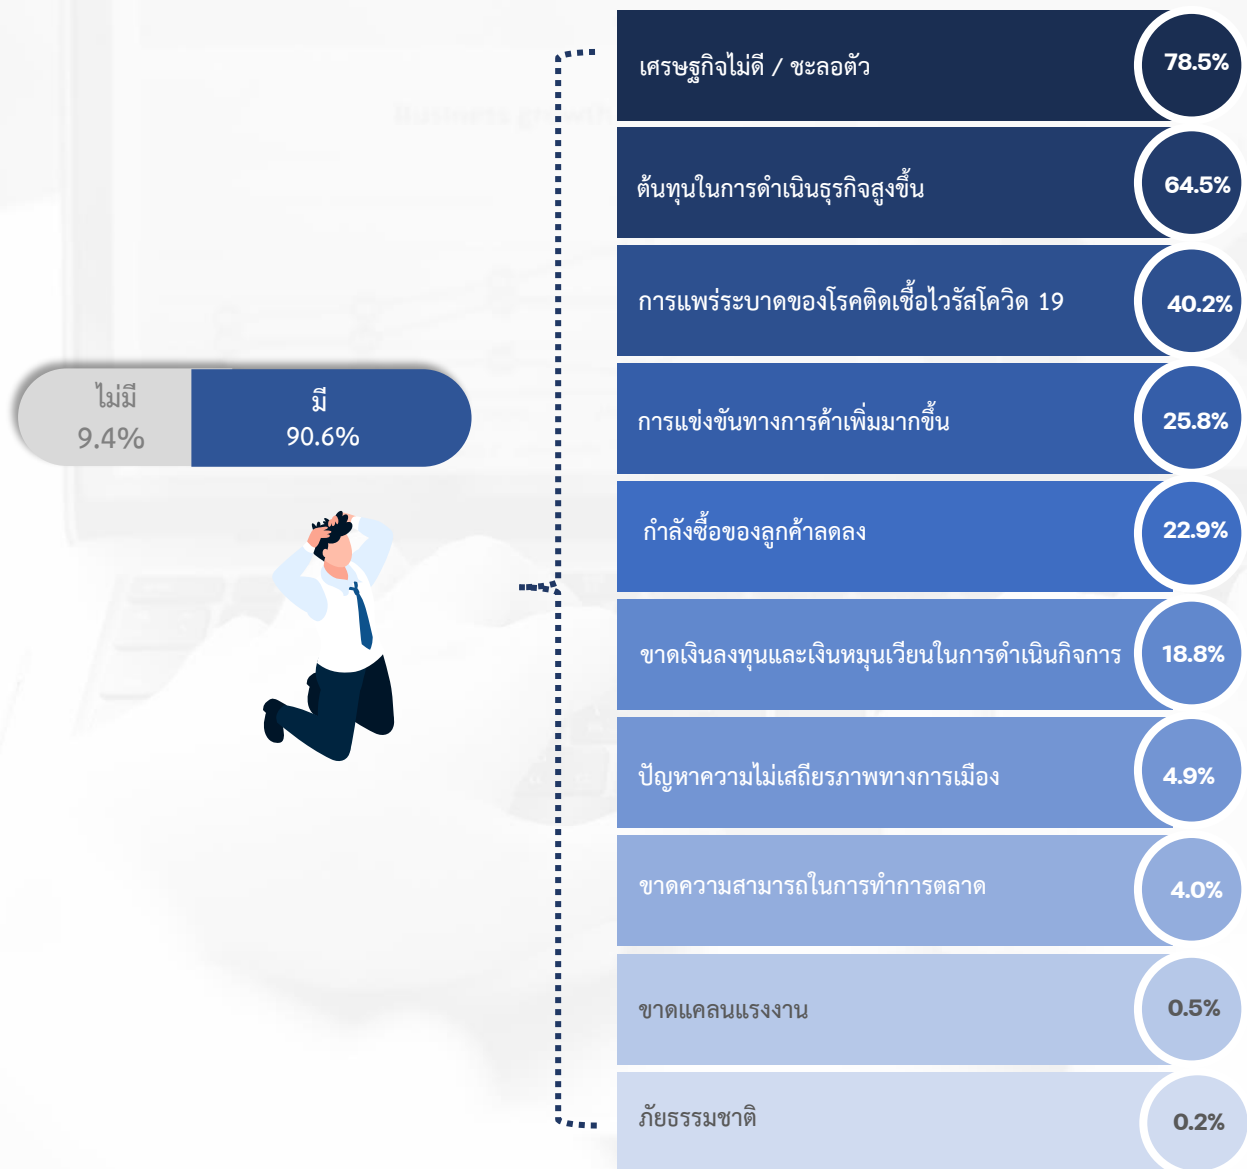 เศรษฐกิจไม่ดี / ชะลอตัว 78.5%
ต้นทุนในการดำเนินธุรกิจสูงขึ้น 64.5%
การแพร่ระบาดของโรคติดเชื้อไวรัสโควิด 19 40.2%
การแข่งขันทางการค้าเพิ่มมากขึ้น 25.8%
กำลังซื้อของลูกค้าลดลง 22.9%
ขาดเงินลงทุนและเงินหมุนเวียนในการดำเนินกิจการ 18.8%
ปัญหาความไม่เสถียรภาพทางการเมือง 4.9%
ขาดความสามารถในการทำการตลาด 4.0%
ขาดแคลนแรงงาน 0.5%
ภัยธรรมชาติ 0.2%
ไม่มี
9.4%
มี
90.6%
Business growth